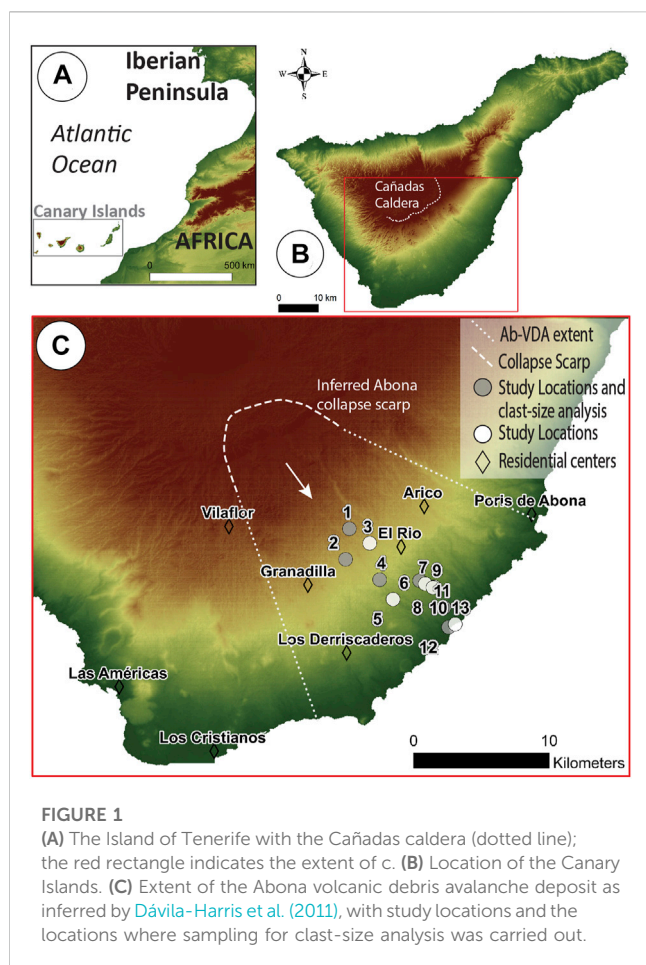 A
Iberian
Peninsula
Atlantic
Ocean
Canary Islands
AFRICA
0 500 km
N
W E
S
Cañadas
Caldera
B
0 10 km
C
Ab-VDA extent
Collapse Scarp
Study Locations and
clast-size analysis
Study Locations
Residential centers
Inferred Abona
collapse scarp
Arico
Poris de Abona
Vilaflor
1
3
El Rio
2
Granadilla
4
7
9
6
11
5
8
10
13
Los Derriscaderos
12
Las Américas
Los Cristianos
0 10
Kilometers
FIGURE 1
(A) The Island of Tenerife with the Cañadas caldera (dotted line);
the red rectangle indicates the extent of c. (B) Location of the Canary
Islands. (C) Extent of the Abona volcanic debris avalanche deposit as
inferred by Dávila-Harris et al. (2011), with study locations and the
locations where sampling for clast-size analysis was carried out.